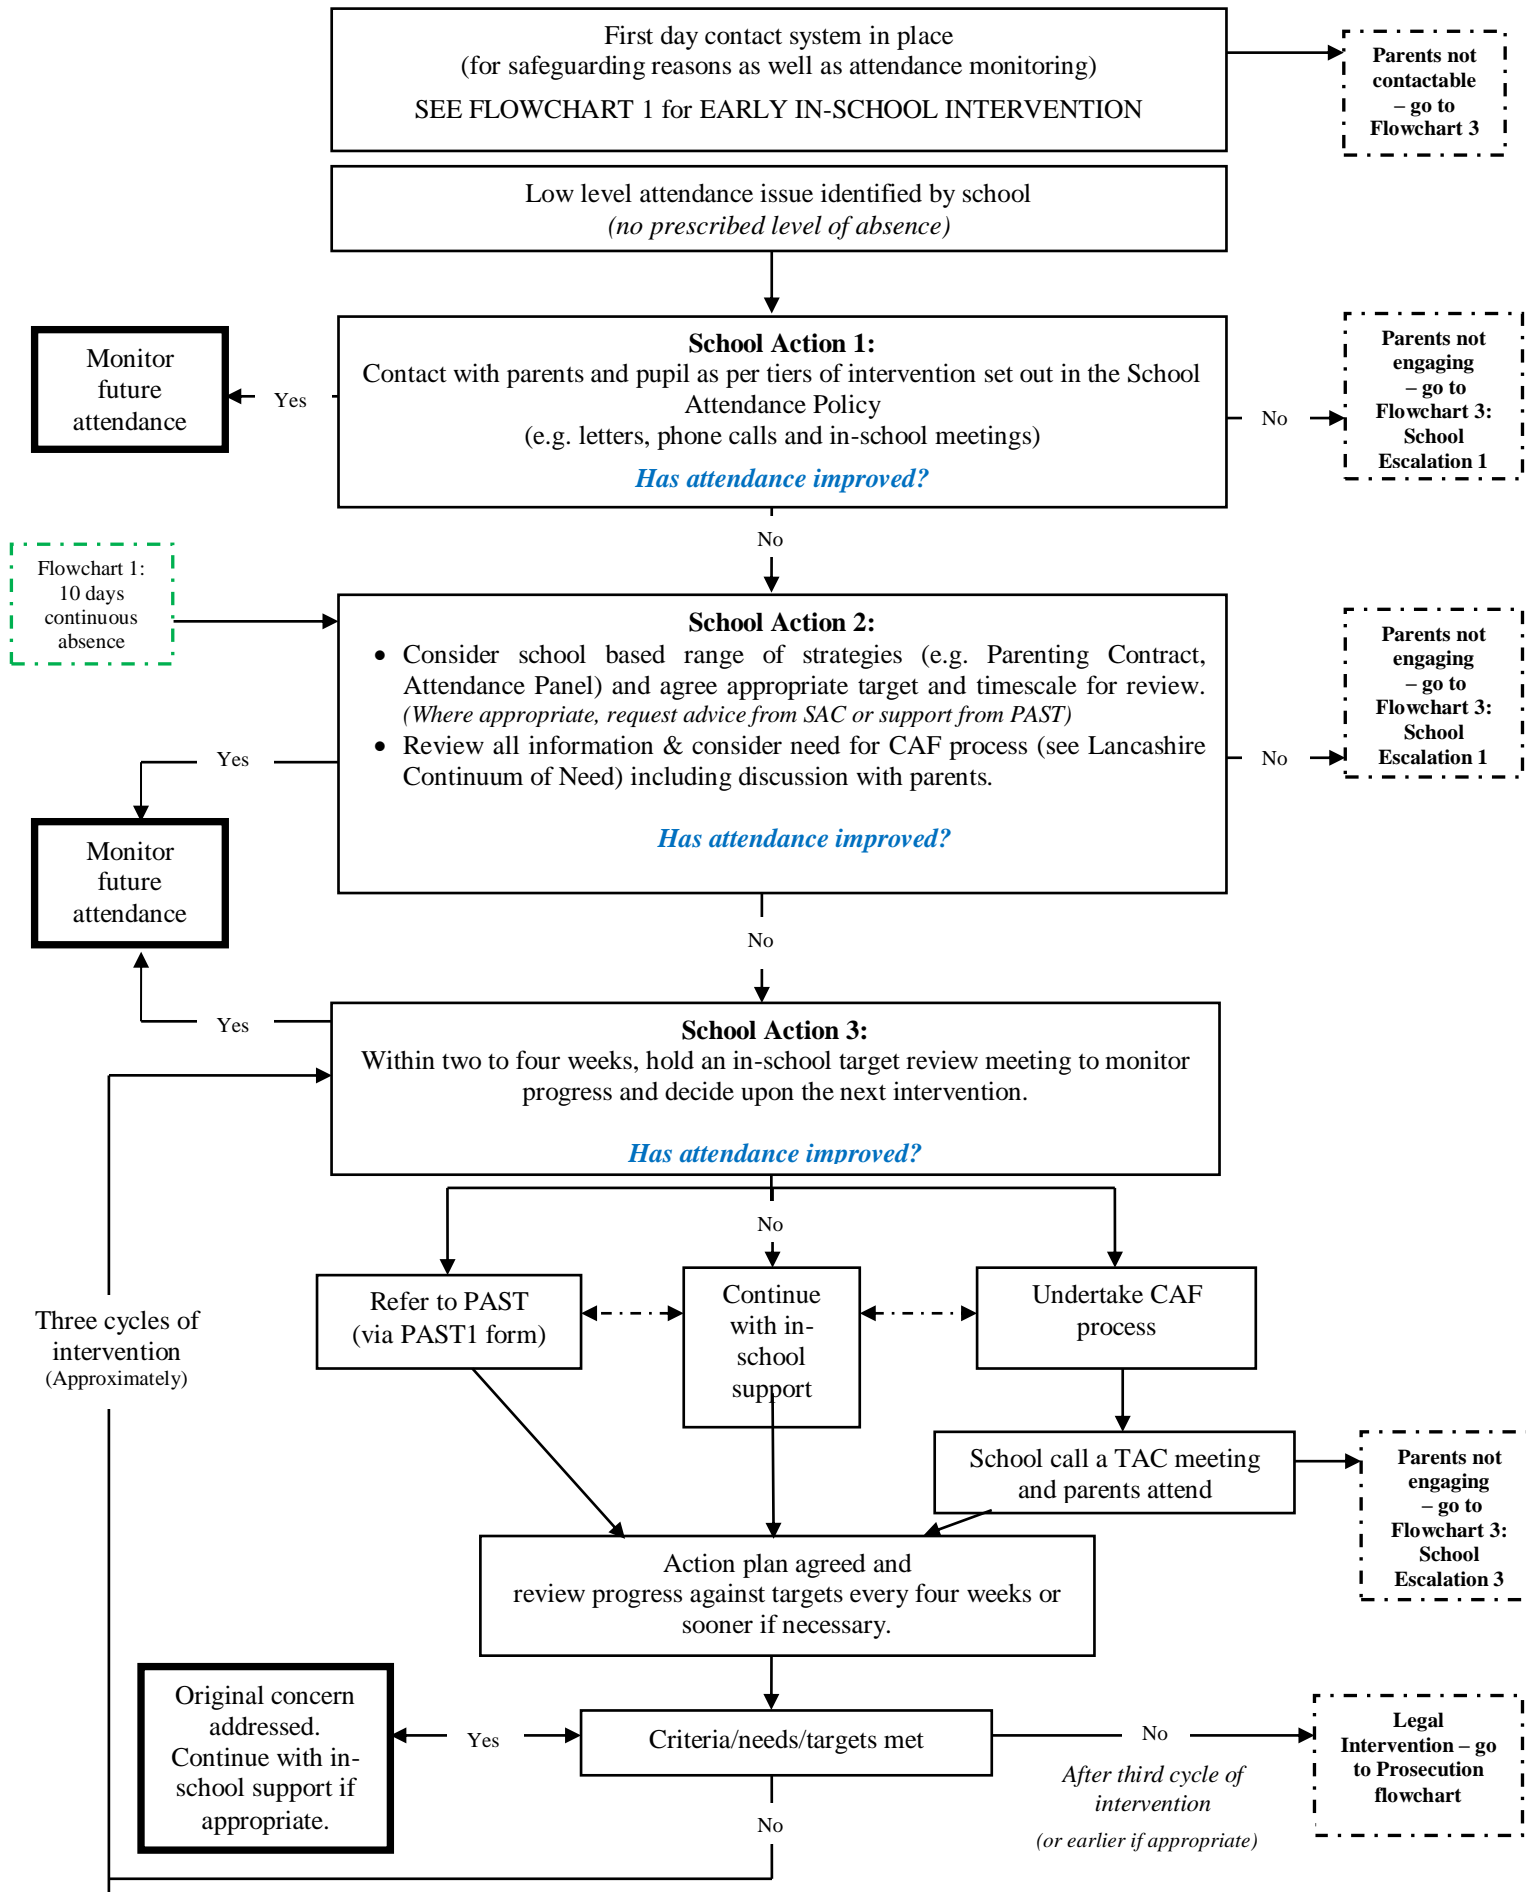 First day contact system in place
(for safeguarding reasons as well as attendance monitoring)
SEE FLOWCHART 1 for EARLY IN-SCHOOL INTERVENTION
Parents not
contactable
– go to
Flowchart 3
Low level attendance issue identified by school
(no prescribed level of absence)
Monitor
future
attendance
Yes
School Action 1:
Contact with parents and pupil as per tiers of intervention set out in the School
Attendance Policy
(e.g. letters, phone calls and in-school meetings)
Has attendance improved?
No
Parents not
engaging
– go to
Flowchart 3:
School
Escalation 1
No
Flowchart 1:
10 days
continuous
absence
School Action 2:
• Consider school based range of strategies (e.g. Parenting Contract,
Attendance Panel) and agree appropriate target and timescale for review.
(Where appropriate, request advice from SAC or support from PAST)
• Review all information & consider need for CAF process (see Lancashire
Continuum of Need) including discussion with parents.
Has attendance improved?
No
Parents not
engaging
– go to
Flowchart 3:
School
Escalation 1
Yes
Monitor
future
attendance
No
Yes
School Action 3:
Within two to four weeks, hold an in-school target review meeting to monitor
progress and decide upon the next intervention.
Has attendance improved?
No
Three cycles of
intervention
(Approximately)
Refer to PAST
(via PAST1 form)
Continue
with in-
school
support
Undertake CAF
process
School call a TAC meeting
and parents attend
Parents not
engaging
– go to
Flowchart 3:
School
Escalation 3
Action plan agreed and
review progress against targets every four weeks or
sooner if necessary.
Original concern
addressed.
Continue with in-
school support if
appropriate.
Yes
Criteria/needs/targets met
No
After third cycle of
intervention
(or earlier if appropriate)
Legal
Intervention – go
to Prosecution
flowchart
No